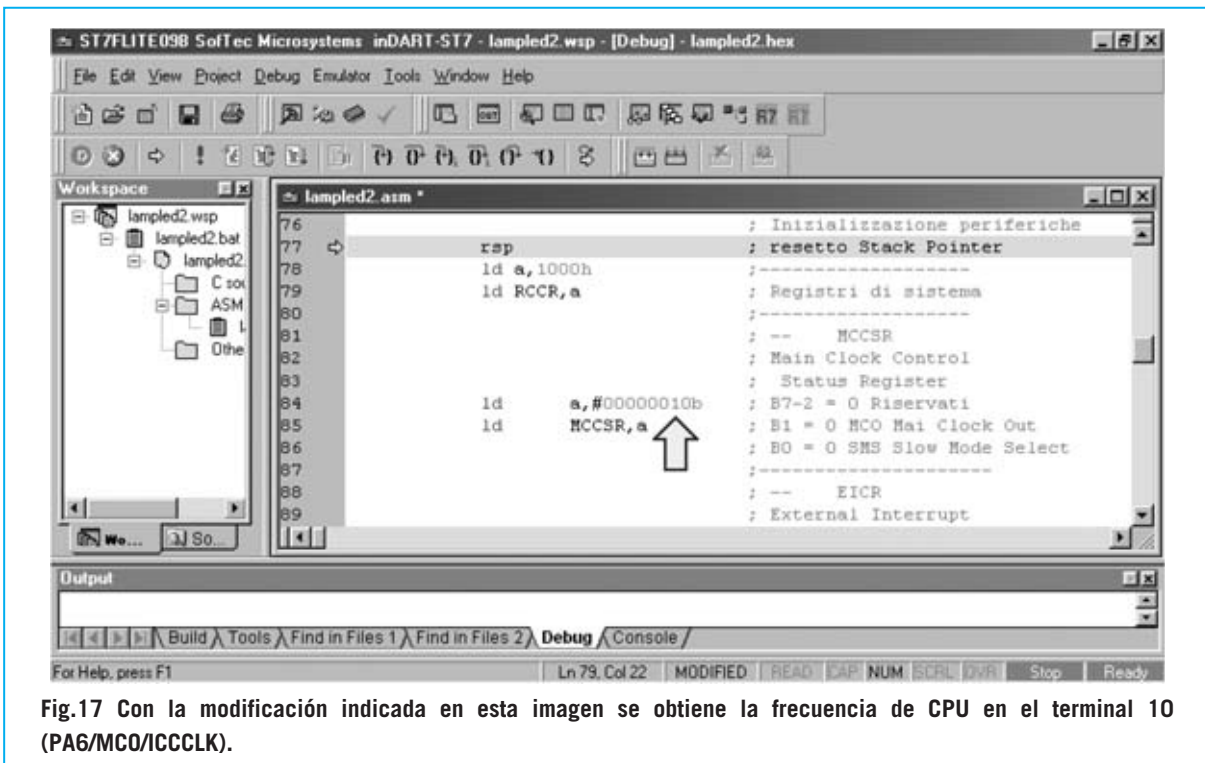 ST7FLITE09B SofTec Microsystems inDART-ST7 - lampled2.wsp - [Debug] - lampled2.hex
File Edit View Project Debug Emulator Tools Window Help
Workspace
lampled2.wsp
lampled2.bat
lampled2.
C sou
ASM
Othe
Wo... So...
lampled2.asm *
76 ; Inizializzazione periferiche
77 rsp ; resetto Stack Pointer
78 ld a,1000h ;-------------------
79 ld RCCR,a ; Registri di sistema
80 ;-------------------
81 ; -- MCCSR
82 ; Main Clock Control
83 ; Status Register
84 ld a,#00000010b ; B7-2 = 0 Riservati
85 ld MCCSR,a ; B1 = 0 MCO Mai Clock Out
86 ; B0 = 0 SMS Slow Mode Select
87 ;---------------------
88 ; -- EICR
89 ; External Interrupt
Output
Build Tools Find in Files 1 Find in Files 2 Debug Console
For Help, press F1 Ln 79, Col 22 MODIFIED READ CAP NUM SCRL OVR Stop Ready
Fig.17 Con la modificación indicada en esta imagen se obtiene la frecuencia de CPU en el terminal 10
(PA6/MCO/ICCCLK).